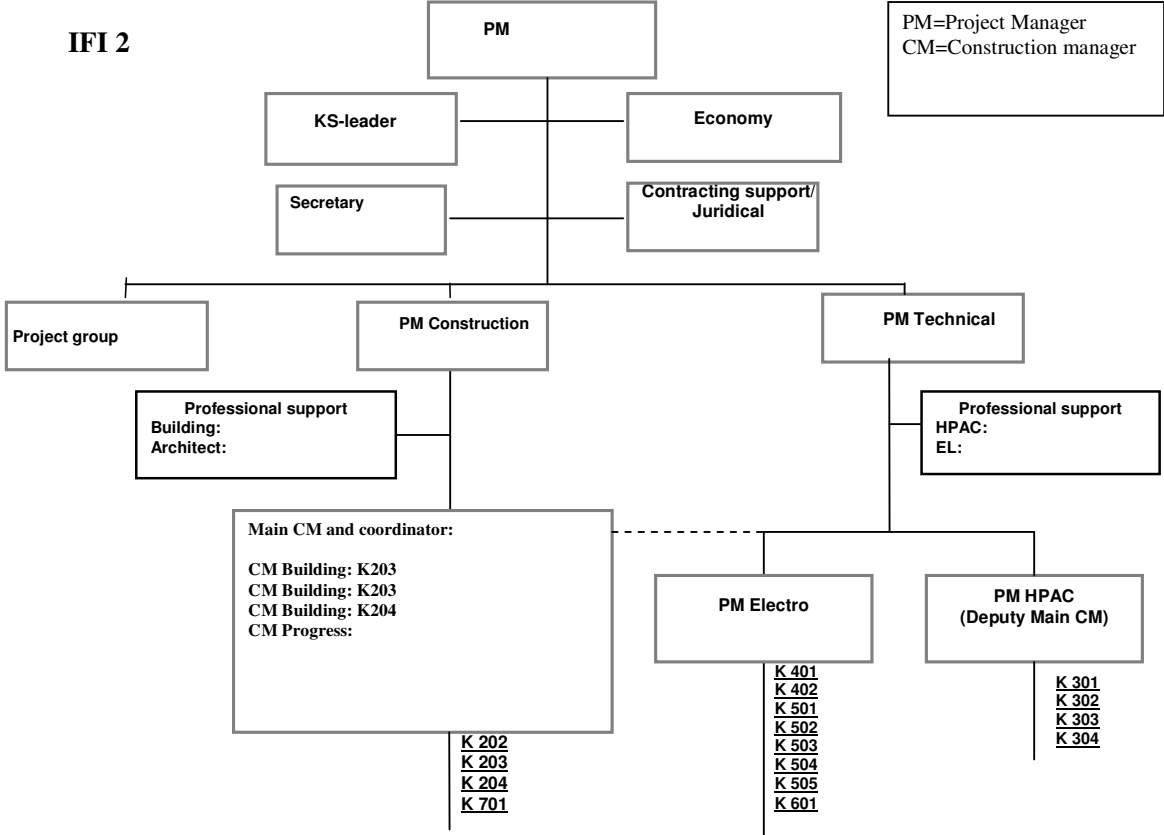 IFI 2
PM
PM=Project Manager
CM=Construction manager
KS-leader
Economy
Secretary
Contracting support/
Juridical
Project group
PM Construction
PM Technical
Professional support
Building:
Architect:
Professional support
HPAC:
EL:
Main CM and coordinator:
CM Building: K203
CM Building: K203
CM Building: K204
CM Progress:
PM Electro
PM HPAC
(Deputy Main CM)
K 202
K 203
K 204
K 701
K 401
K 402
K 501
K 502
K 503
K 504
K 505
K 601
K 301
K 302
K 303
K 304